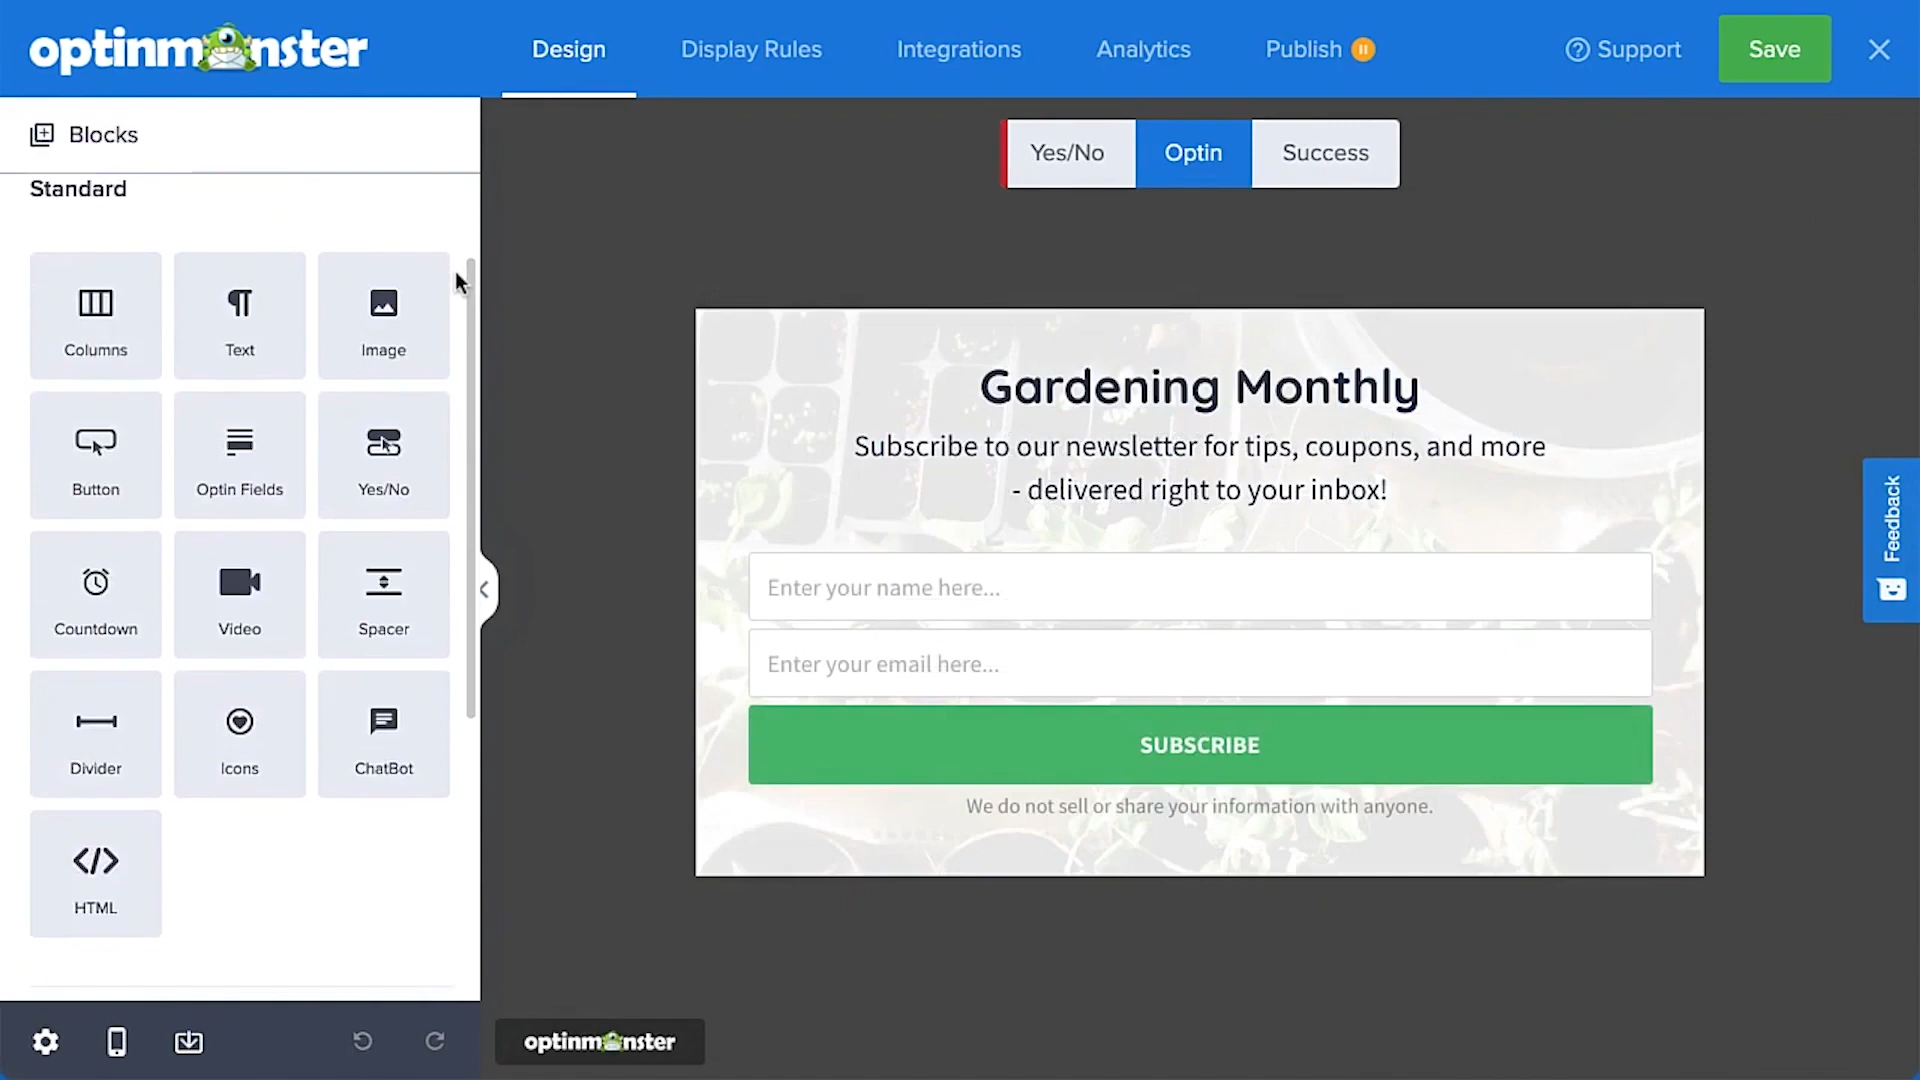 optinmonster
Design
Display Rules
Integrations
Analytics
Publish
Support
Save
Blocks
Standard
Yes/No
Optin
Success
Columns
Text
Image
Button
Optin Fields
Yes/No
Countdown
Video
Spacer
Divider
Icons
ChatBot
HTML
Gardening Monthly
Subscribe to our newsletter for tips, coupons, and more
- delivered right to your inbox!
Enter your name here...
Enter your email here...
SUBSCRIBE
We do not sell or share your information with anyone.
Feedback
optinmonster